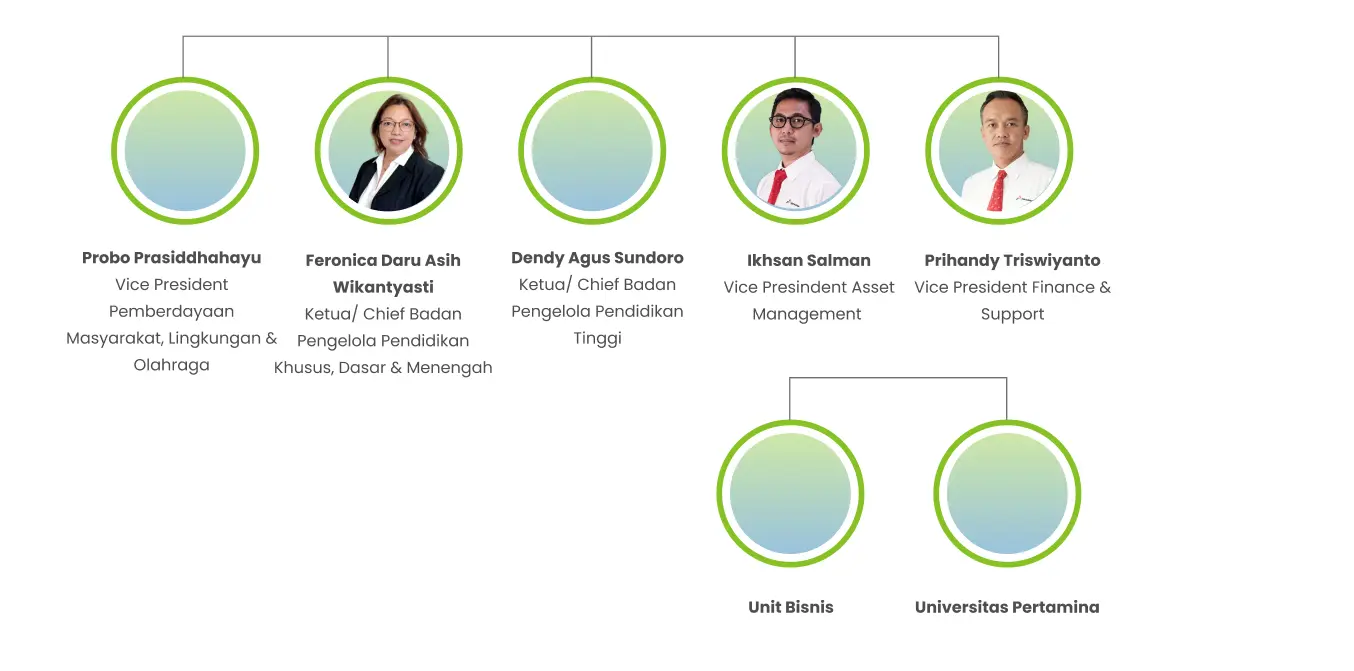 Probo Prasiddhahayu
Vice President
Pemberdayaan
Masyarakat, Lingkungan &
Olahraga
Feronica Daru Asih
Wikantyasti
Ketua/ Chief Badan
Pengelola Pendidikan
Khusus, Dasar & Menengah
Dendy Agus Sundoro
Ketua/ Chief Badan
Pengelola Pendidikan
Tinggi
Ikhsan Salman
Vice Presindent Asset
Management
Prihandy Triswiyanto
Vice President Finance &
Support
Unit Bisnis
Universitas Pertamina